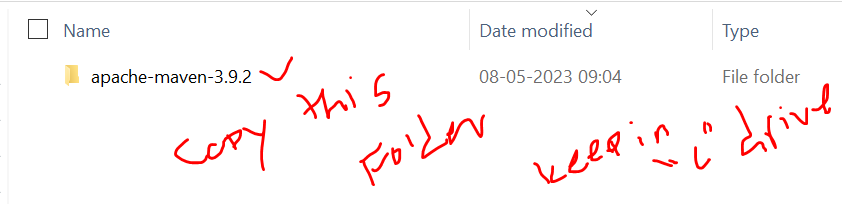 Name Date modified Type
apache-maven-3.9.2 08-05-2023 09:04 File folder
copy this folder keep in "C" drive